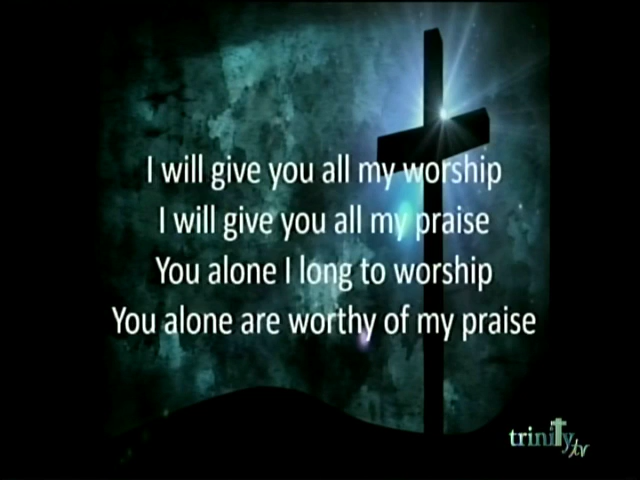 I will give you all my worship
I will give you all my praise
You alone I long to worship
You alone are worthy of my praise
trinity tv